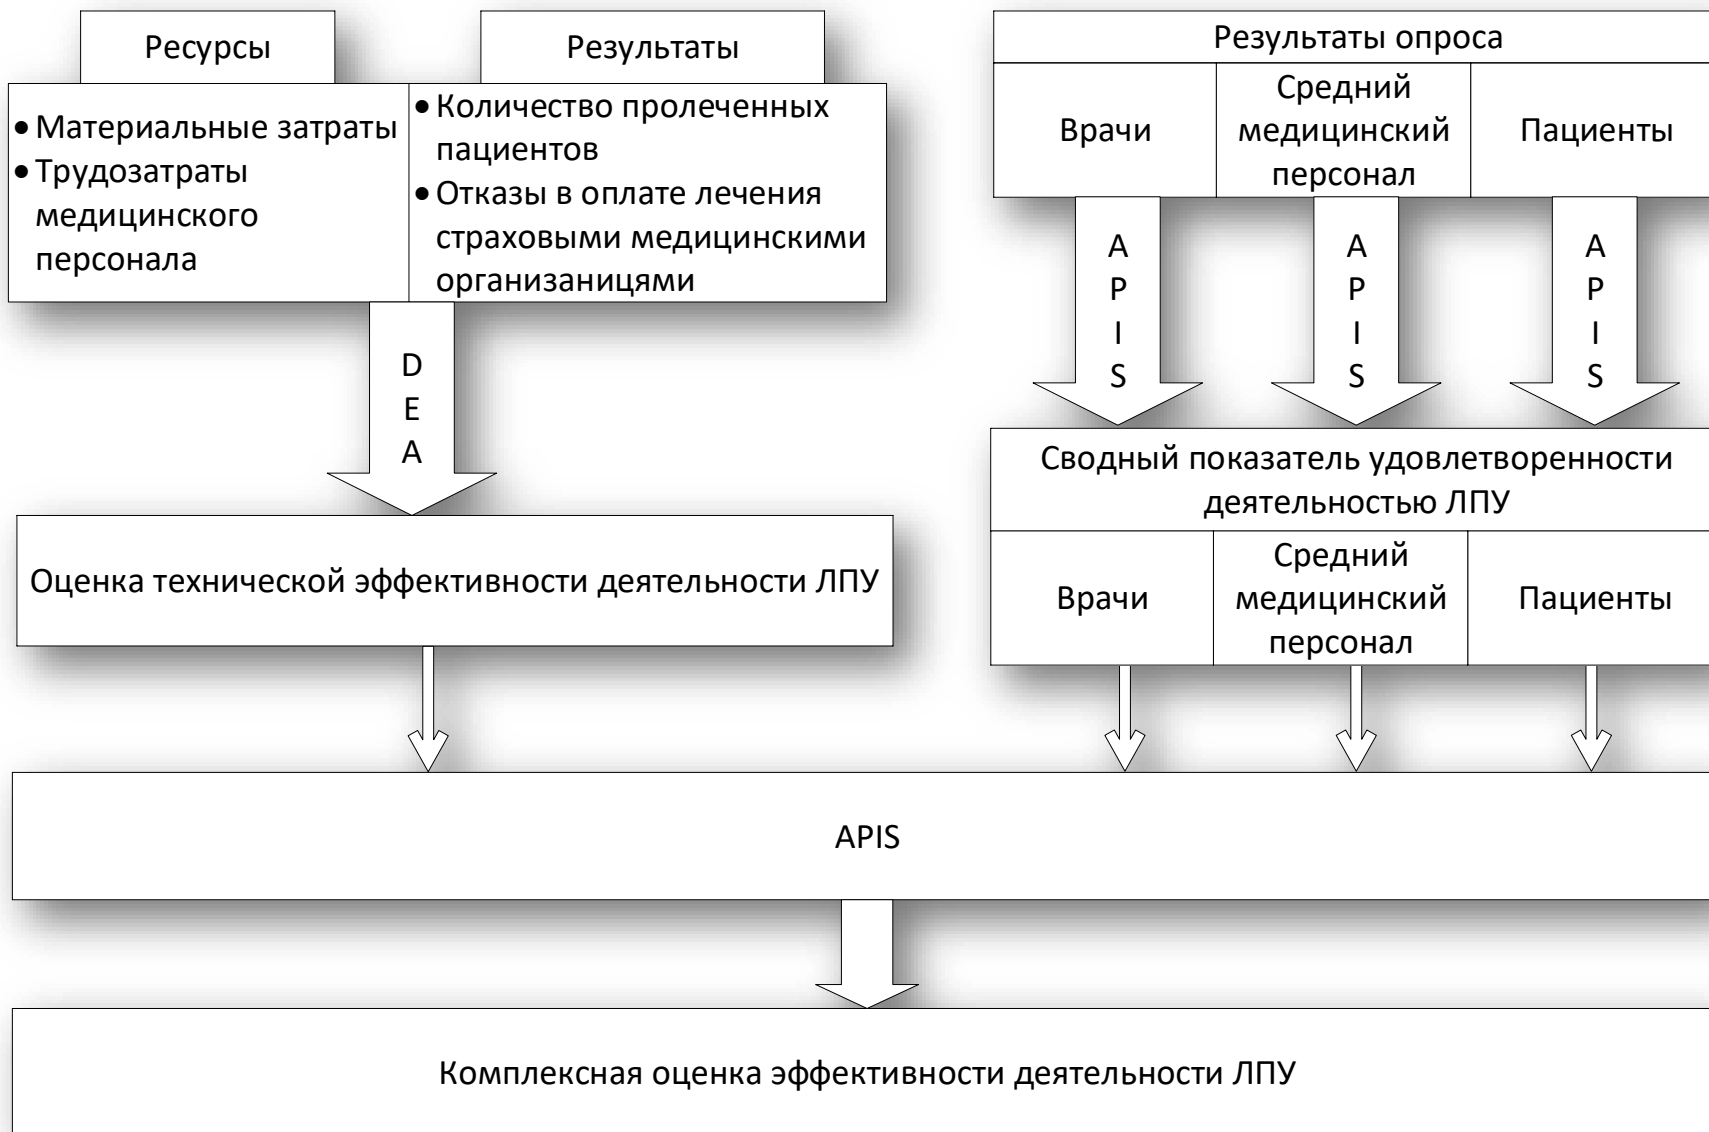 Ресурсы
Результаты
• Материальные затраты
• Трудозатраты
медицинского
персонала
• Количество пролеченных
пациентов
• Отказы в оплате лечения
страховыми медицинскими
организаницями
D
E
A
Оценка технической эффективности деятельности ЛПУ
Результаты опроса
Врачи
Средний
медицинский
персонал
Пациенты
A
P
I
S
A
P
I
S
A
P
I
S
Сводный показатель удовлетворенности
деятельностью ЛПУ
Врачи
Средний
медицинский
персонал
Пациенты
APIS
Комплексная оценка эффективности деятельности ЛПУ